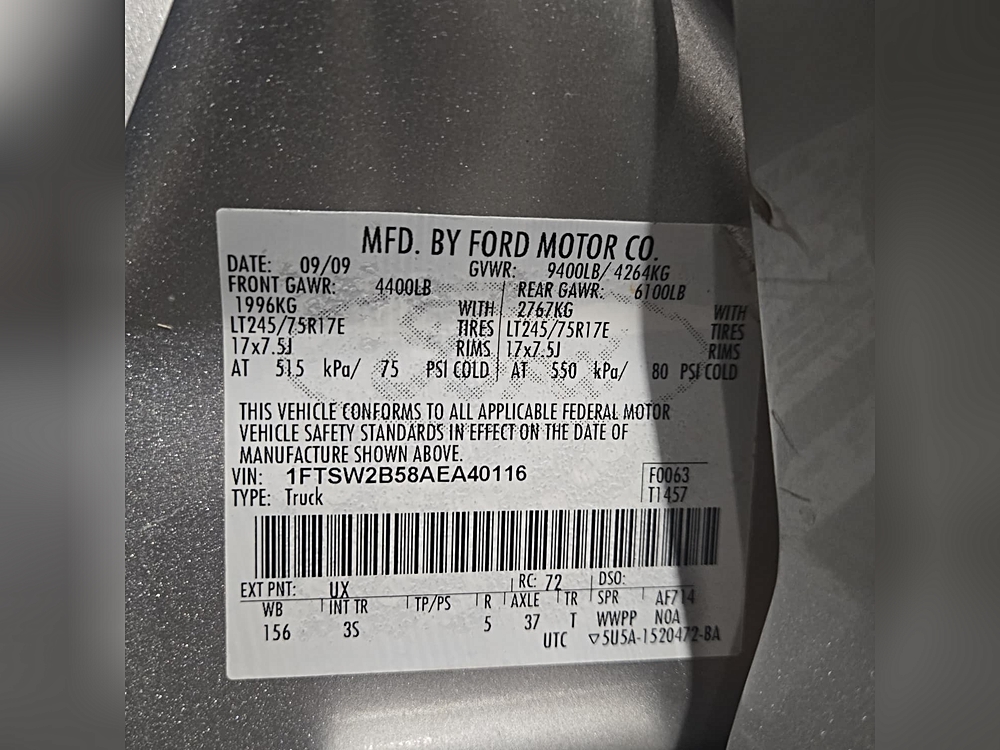 MFD. BY FORD MOTOR CO.
DATE: 09/09 GVWR: 9400LB/ 4264KG
FRONT GAWR: 4400LB REAR GAWR: 6100LB
1996KG WITH 2767KG WITH
LT245/75R17E TIRES LT245/75R17E TIRES
17x7.5J RIMS 17x7.5J RIMS
AT 515 kPa/ 75 PSI COLD AT 550 kPa/ 80 PSI COLD
THIS VEHICLE CONFORMS TO ALL APPLICABLE FEDERAL MOTOR
VEHICLE SAFETY STANDARDS IN EFFECT ON THE DATE OF
MANUFACTURE SHOWN ABOVE.
VIN: 1FTSW2B58AEA40116 F0063
TYPE: Truck T1457
EXT PNT: UX RC: 72 DSO:
WB INT TR TP/PS R AXLE TR SPR AF714
156 3S 5 37 T WWPP NOA
UTC ▽5U5A-1520472-BA